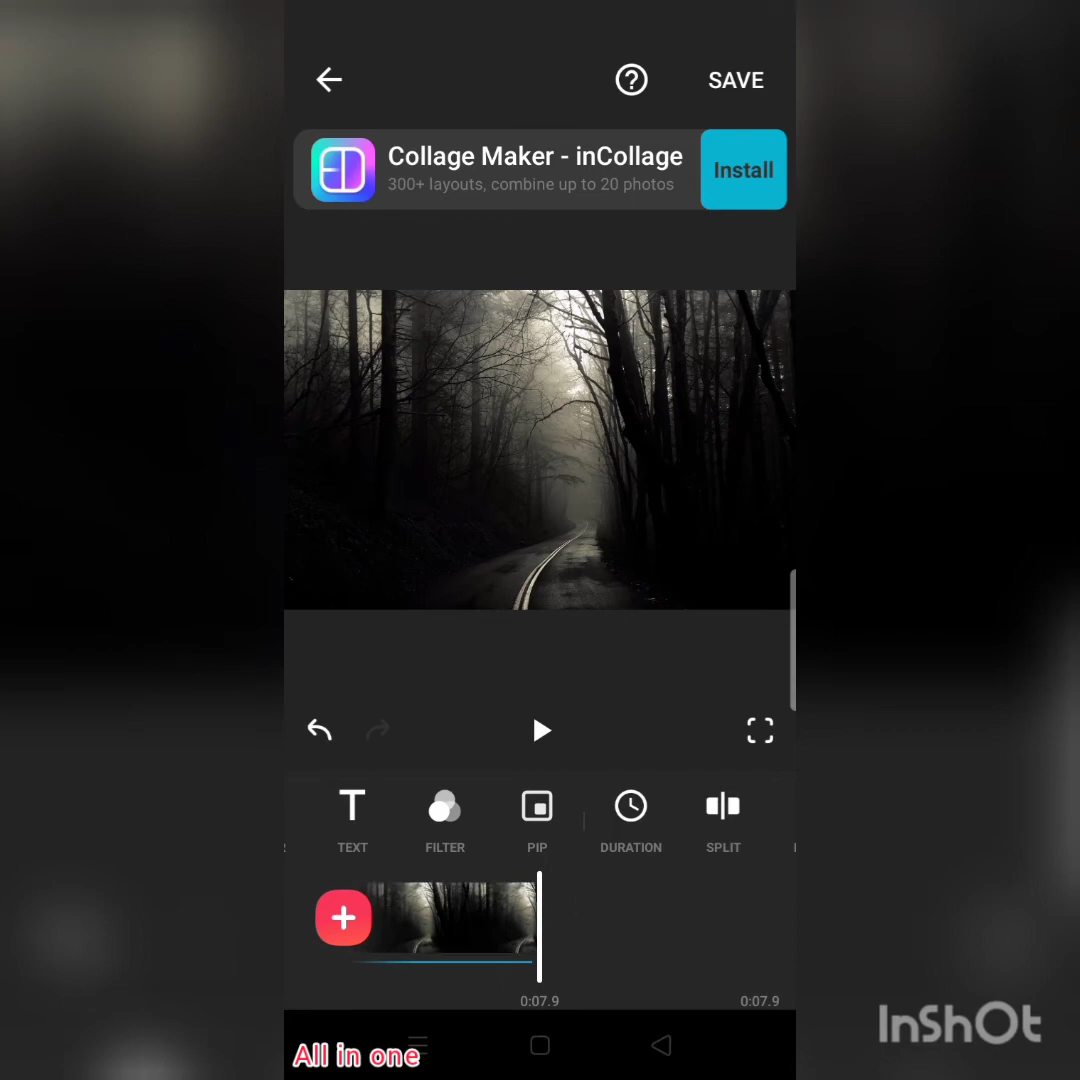 SAVE
Collage Maker - inCollage
300+ layouts, combine up to 20 photos
Install
TEXT
FILTER
PIP
DURATION
SPLIT
0:07.9
0:07.9
InShOt
All in one